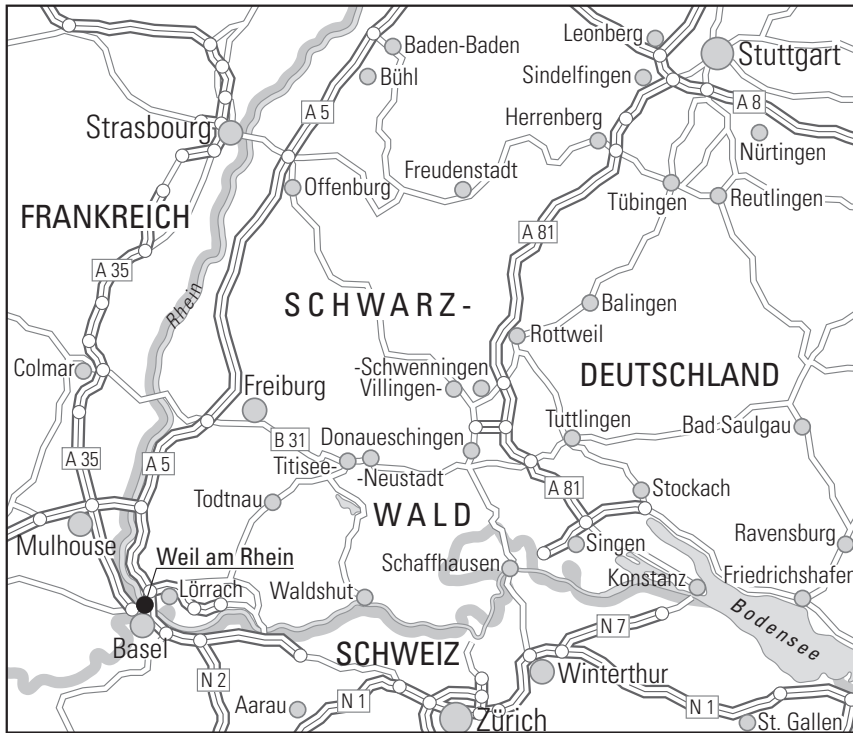 Baden-Baden
Leonberg
Stuttgart
Bühl
Sindelfingen
A 5
A 8
Strasbourg
Herrenberg
Nürtingen
Offenburg
Freudenstadt
Tübingen
Reutlingen
FRANKREICH
A 81
A 35
Rhein
SCHWARZ-
Balingen
Rottweil
Colmar
-Schwenningen
Villingen-
DEUTSCHLAND
Freiburg
Tuttlingen
Bad Saulgau
B 31
Donaueschingen
A 35
A 5
Titisee-
-Neustadt
A 81
Stockach
Todtnau
WALD
Mulhouse
Singen
Ravensburg
Weil am Rhein
Schaffhausen
Konstanz
Friedrichshafen
Lörrach
Waldshut
Bodensee
Basel
N 7
SCHWEIZ
N 2
Winterthur
Aarau
N 1
Zürich
N 1
St. Gallen